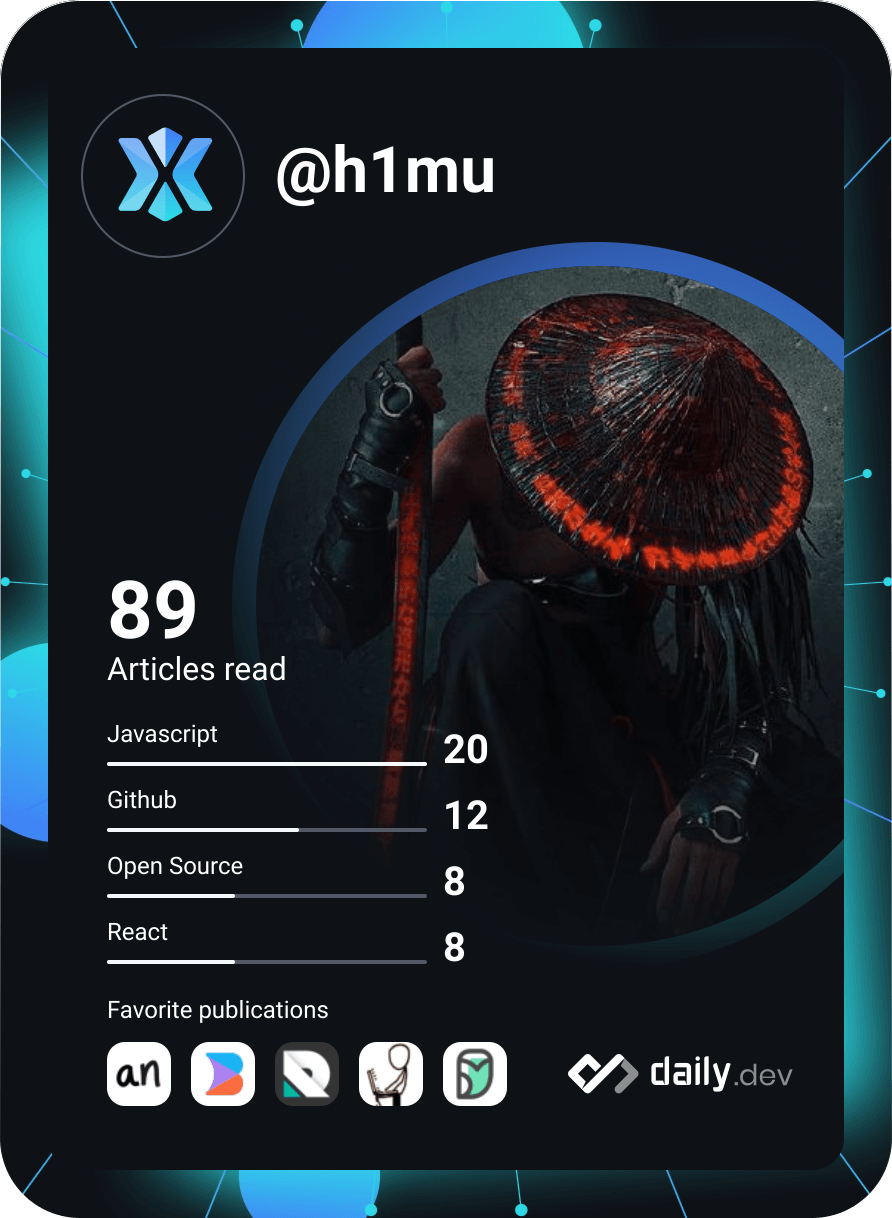 @h1mu
89
Articles read
Javascript
20
Github
12
Open Source
8
React
8
Favorite publications
an
daily.dev